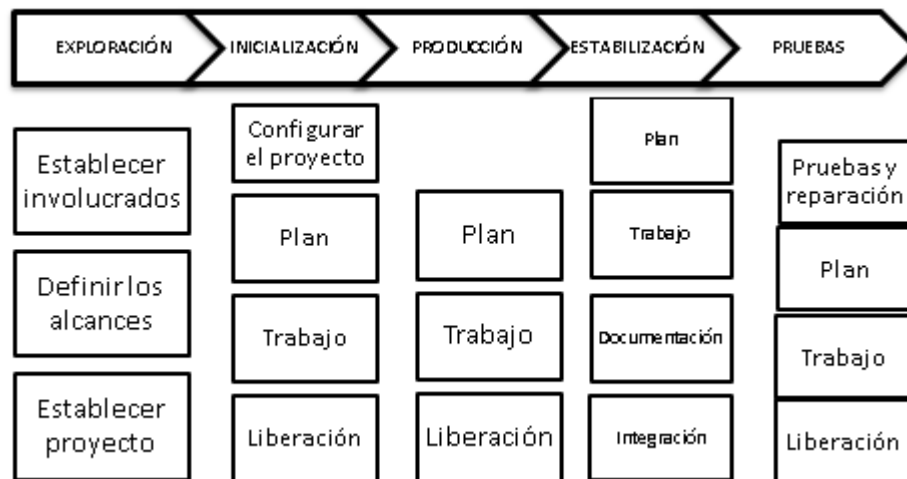 EXPLORACIÓN
INICIALIZACIÓN
PRODUCCIÓN
ESTABILIZACIÓN
PRUEBAS
Establecer
involucrados
Definir los
alcances
Establecer
proyecto
Configurar
el proyecto
Plan
Trabajo
Liberación
Plan
Trabajo
Liberación
Plan
Trabajo
Documentación
Integración
Pruebas y
reparación
Plan
Trabajo
Liberación